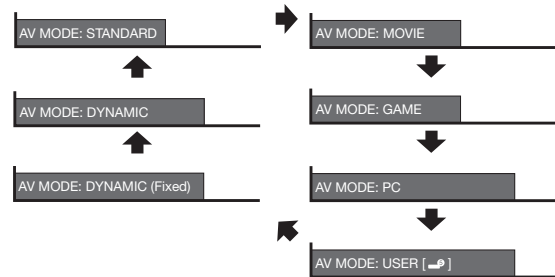 AV MODE: STANDARD
AV MODE: MOVIE
AV MODE: DYNAMIC
AV MODE: GAME
AV MODE: DYNAMIC (Fixed)
AV MODE: PC
AV MODE: USER [ ]